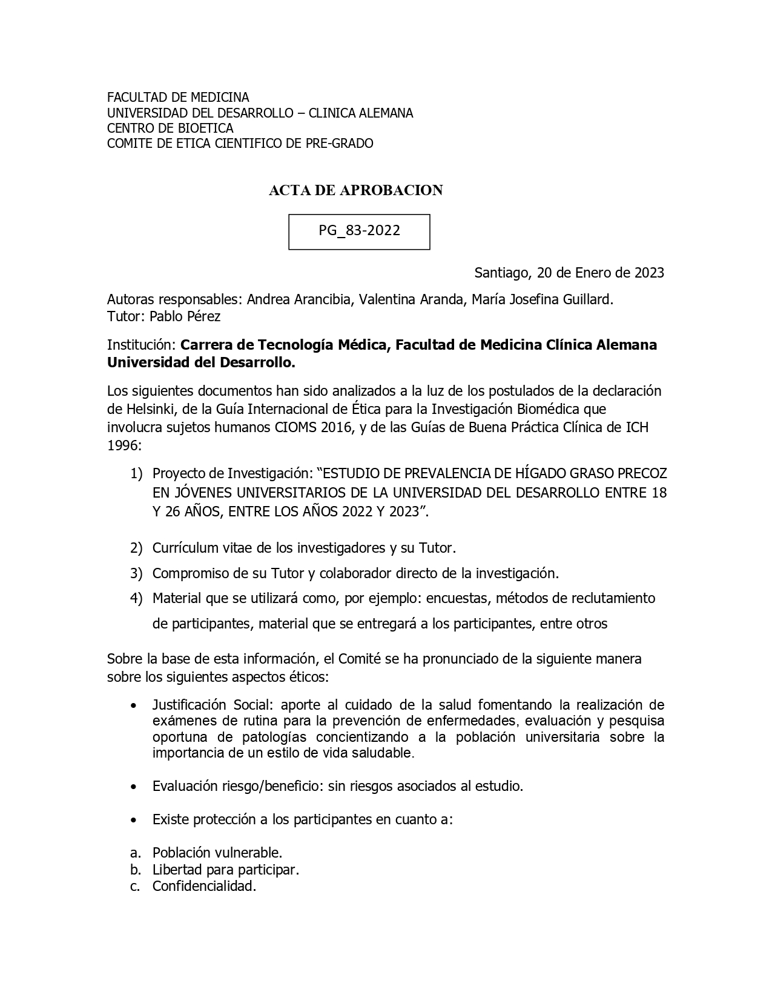 FACULTAD DE MEDICINA
UNIVERSIDAD DEL DESARROLLO – CLINICA ALEMANA
CENTRO DE BIOETICA
COMITE DE ETICA CIENTIFICO DE PRE-GRADO
ACTA DE APROBACION
PG_83-2022
Santiago, 20 de Enero de 2023
Autoras responsables: Andrea Arancibia, Valentina Aranda, María Josefina Guillard.
Tutor: Pablo Pérez
Institución: Carrera de Tecnología Médica, Facultad de Medicina Clínica Alemana
Universidad del Desarrollo.
Los siguientes documentos han sido analizados a la luz de los postulados de la declaración
de Helsinki, de la Guía Internacional de Ética para la Investigación Biomédica que
involucra sujetos humanos CIOMS 2016, y de las Guías de Buena Práctica Clínica de ICH
1996:
1) Proyecto de Investigación: “ESTUDIO DE PREVALENCIA DE HÍGADO GRASO PRECOZ
EN JÓVENES UNIVERSITARIOS DE LA UNIVERSIDAD DEL DESARROLLO ENTRE 18
Y 26 AÑOS, ENTRE LOS AÑOS 2022 Y 2023”.
2) Currículum vitae de los investigadores y su Tutor.
3) Compromiso de su Tutor y colaborador directo de la investigación.
4) Material que se utilizará como, por ejemplo: encuestas, métodos de reclutamiento
de participantes, material que se entregará a los participantes, entre otros
Sobre la base de esta información, el Comité se ha pronunciado de la siguiente manera
sobre los siguientes aspectos éticos:
• Justificación Social: aporte al cuidado de la salud fomentando la realización de
exámenes de rutina para la prevención de enfermedades, evaluación y pesquisa
oportuna de patologías concientizando a la población universitaria sobre la
importancia de un estilo de vida saludable.
• Evaluación riesgo/beneficio: sin riesgos asociados al estudio.
• Existe protección a los participantes en cuanto a:
a. Población vulnerable.
b. Libertad para participar.
c. Confidencialidad.